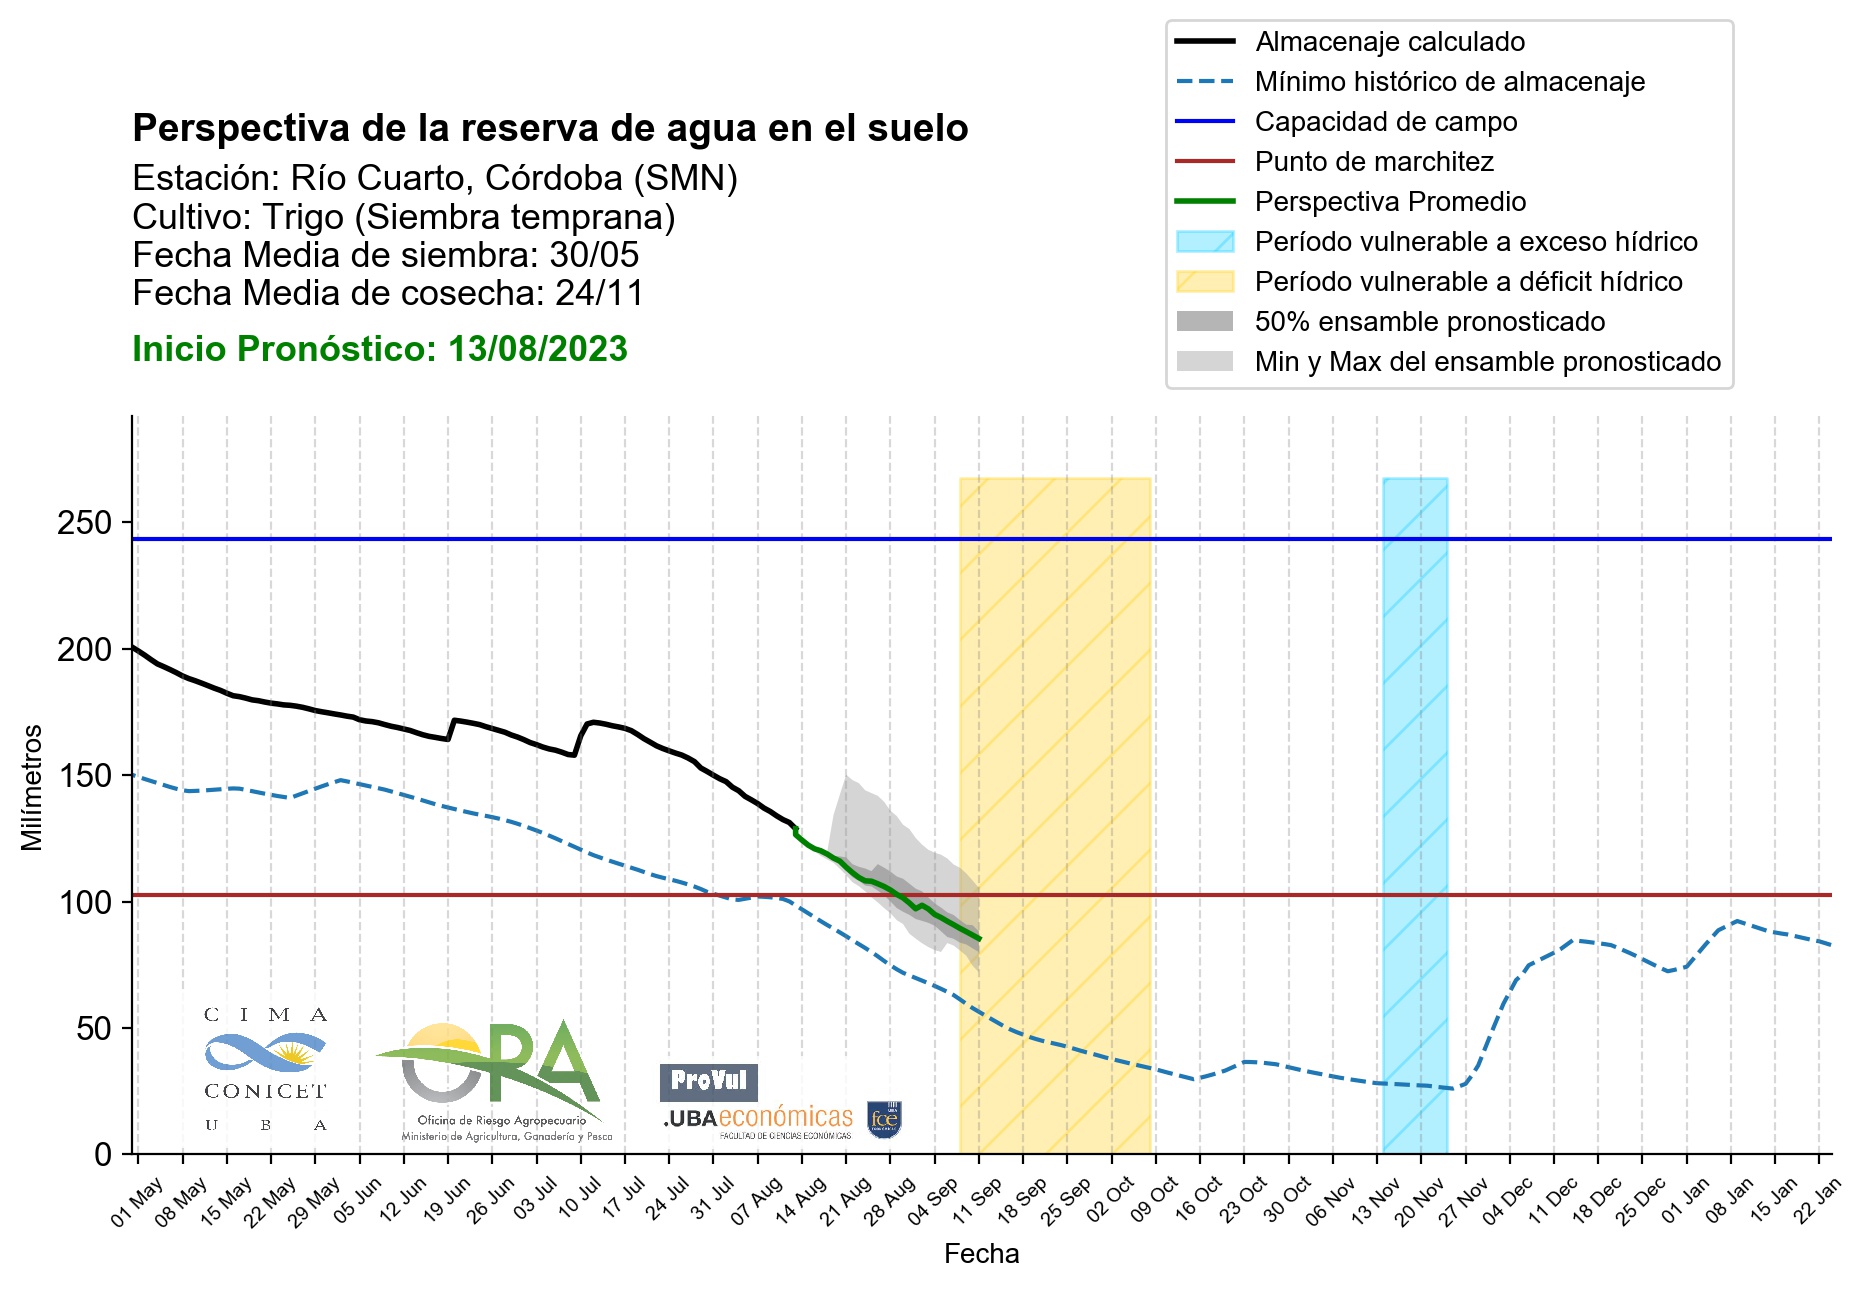 Almacenaje calculado
Mínimo histórico de almacenaje
Capacidad de campo
Punto de marchitez
Perspectiva Promedio
Período vulnerable a exceso hídrico
Período vulnerable a déficit hídrico
50% ensamble pronosticado
Min y Max del ensamble pronosticado
Perspectiva de la reserva de agua en el suelo
Estación: Río Cuarto, Córdoba (SMN)
Cultivo: Trigo (Siembra temprana)
Fecha Media de siembra: 30/05
Fecha Media de cosecha: 24/11
Inicio Pronóstico: 13/08/2023
Milímetros
250
200
150
100
50
0
CIMA
CONICET
UBA
ORA
Oficina de Riesgo Agropecuario
Ministerio de Agricultura, Ganadería y Pesca
ProVul
.UBAeconómicas
FACULTAD DE CIENCIAS ECONÓMICAS
fce
01 May
08 May
15 May
22 May
29 May
05 Jun
12 Jun
19 Jun
26 Jun
03 Jul
10 Jul
17 Jul
24 Jul
31 Jul
07 Aug
14 Aug
21 Aug
28 Aug
04 Sep
11 Sep
18 Sep
25 Sep
02 Oct
09 Oct
16 Oct
23 Oct
30 Oct
06 Nov
13 Nov
20 Nov
27 Nov
04 Dec
11 Dec
18 Dec
25 Dec
01 Jan
08 Jan
15 Jan
22 Jan
Fecha